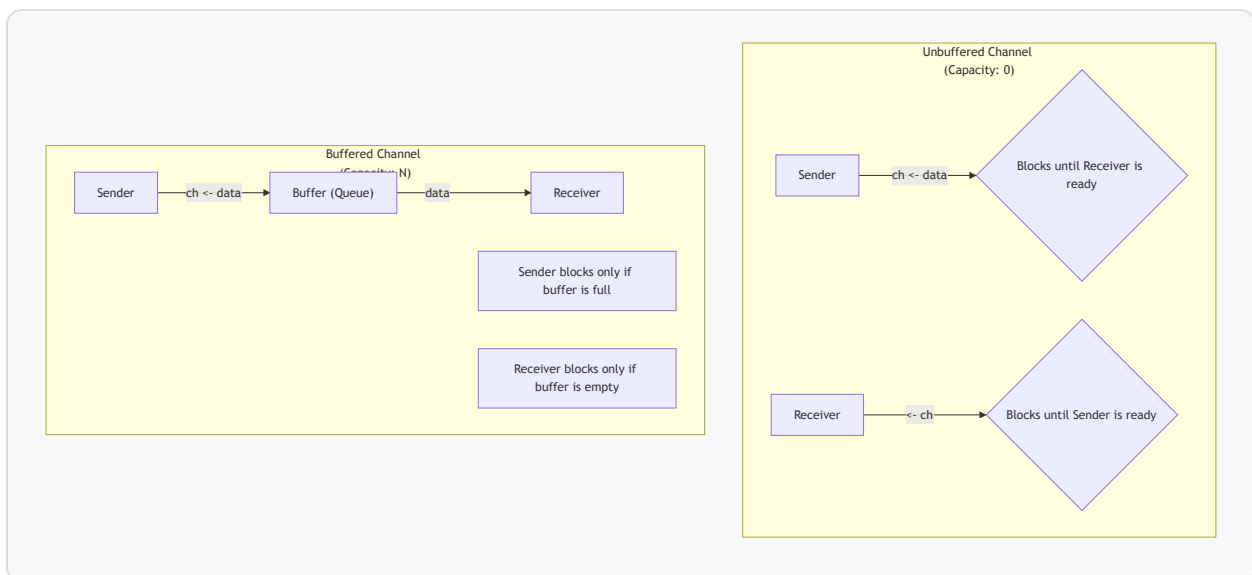 Buffered Channel
(Capacity: N)
Sender
ch <- data
Buffer (Queue)
data
Receiver
Sender blocks only if
buffer is full
Receiver blocks only if
buffer is empty
Unbuffered Channel
(Capacity: 0)
Sender
ch <- data
Blocks until Receiver is
ready
Receiver
<- ch
Blocks until Sender is ready